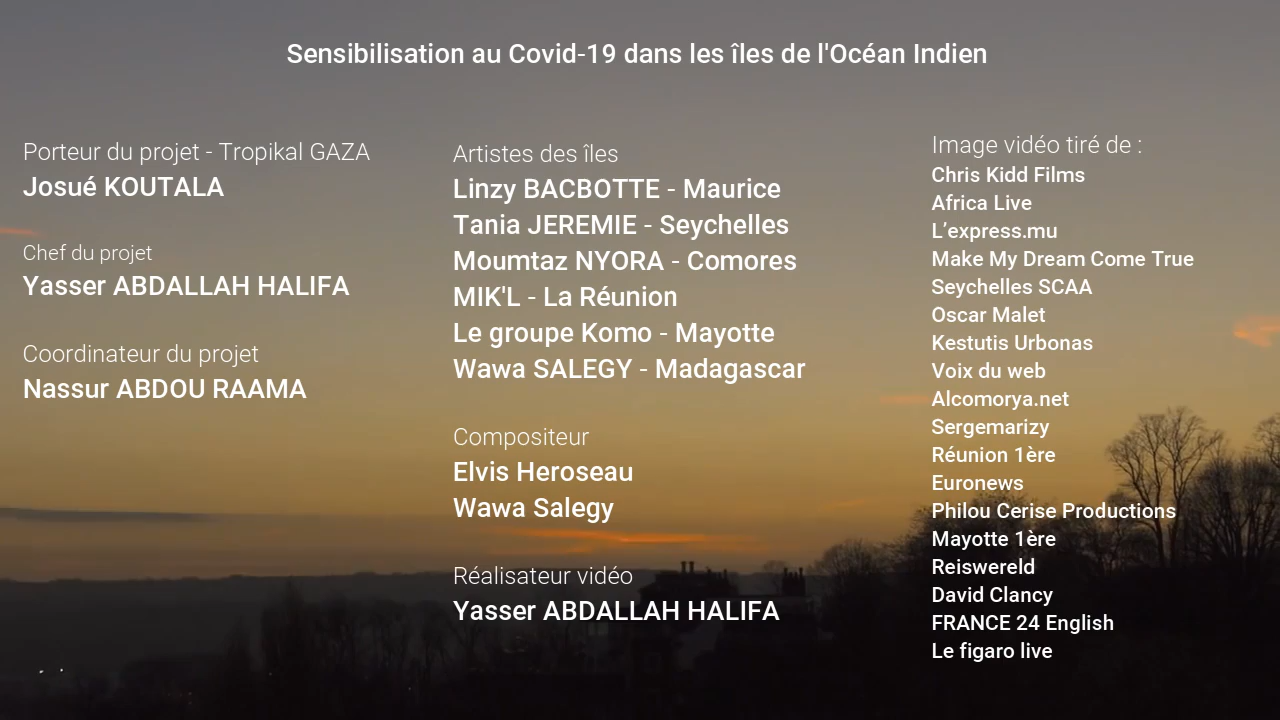 Sensibilisation au Covid-19 dans les îles de l'Océan Indien
Porteur du projet - Tropikal GAZA
Josué KOUTALA
Chef du projet
Yasser ABDALLAH HALIFA
Coordinateur du projet
Nassur ABDOU RAAMA
Artistes des îles
Linzy BACBOTTE - Maurice
Tania JEREMIE - Seychelles
Moumtaz NYORA - Comores
MIK'L - La Réunion
Le groupe Komo - Mayotte
Wawa SALEGY - Madagascar
Compositeur
Elvis Heroseau
Wawa Salegy
Réalisateur vidéo
Yasser ABDALLAH HALIFA
Image vidéo tiré de :
Chris Kidd Films
Africa Live
L’express.mu
Make My Dream Come True
Seychelles SCAA
Oscar Malet
Kestutis Urbonas
Voix du web
Alcomorya.net
Sergemarizy
Réunion 1ère
Euronews
Philou Cerise Productions
Mayotte 1ère
Reiswereld
David Clancy
FRANCE 24 English
Le figaro live